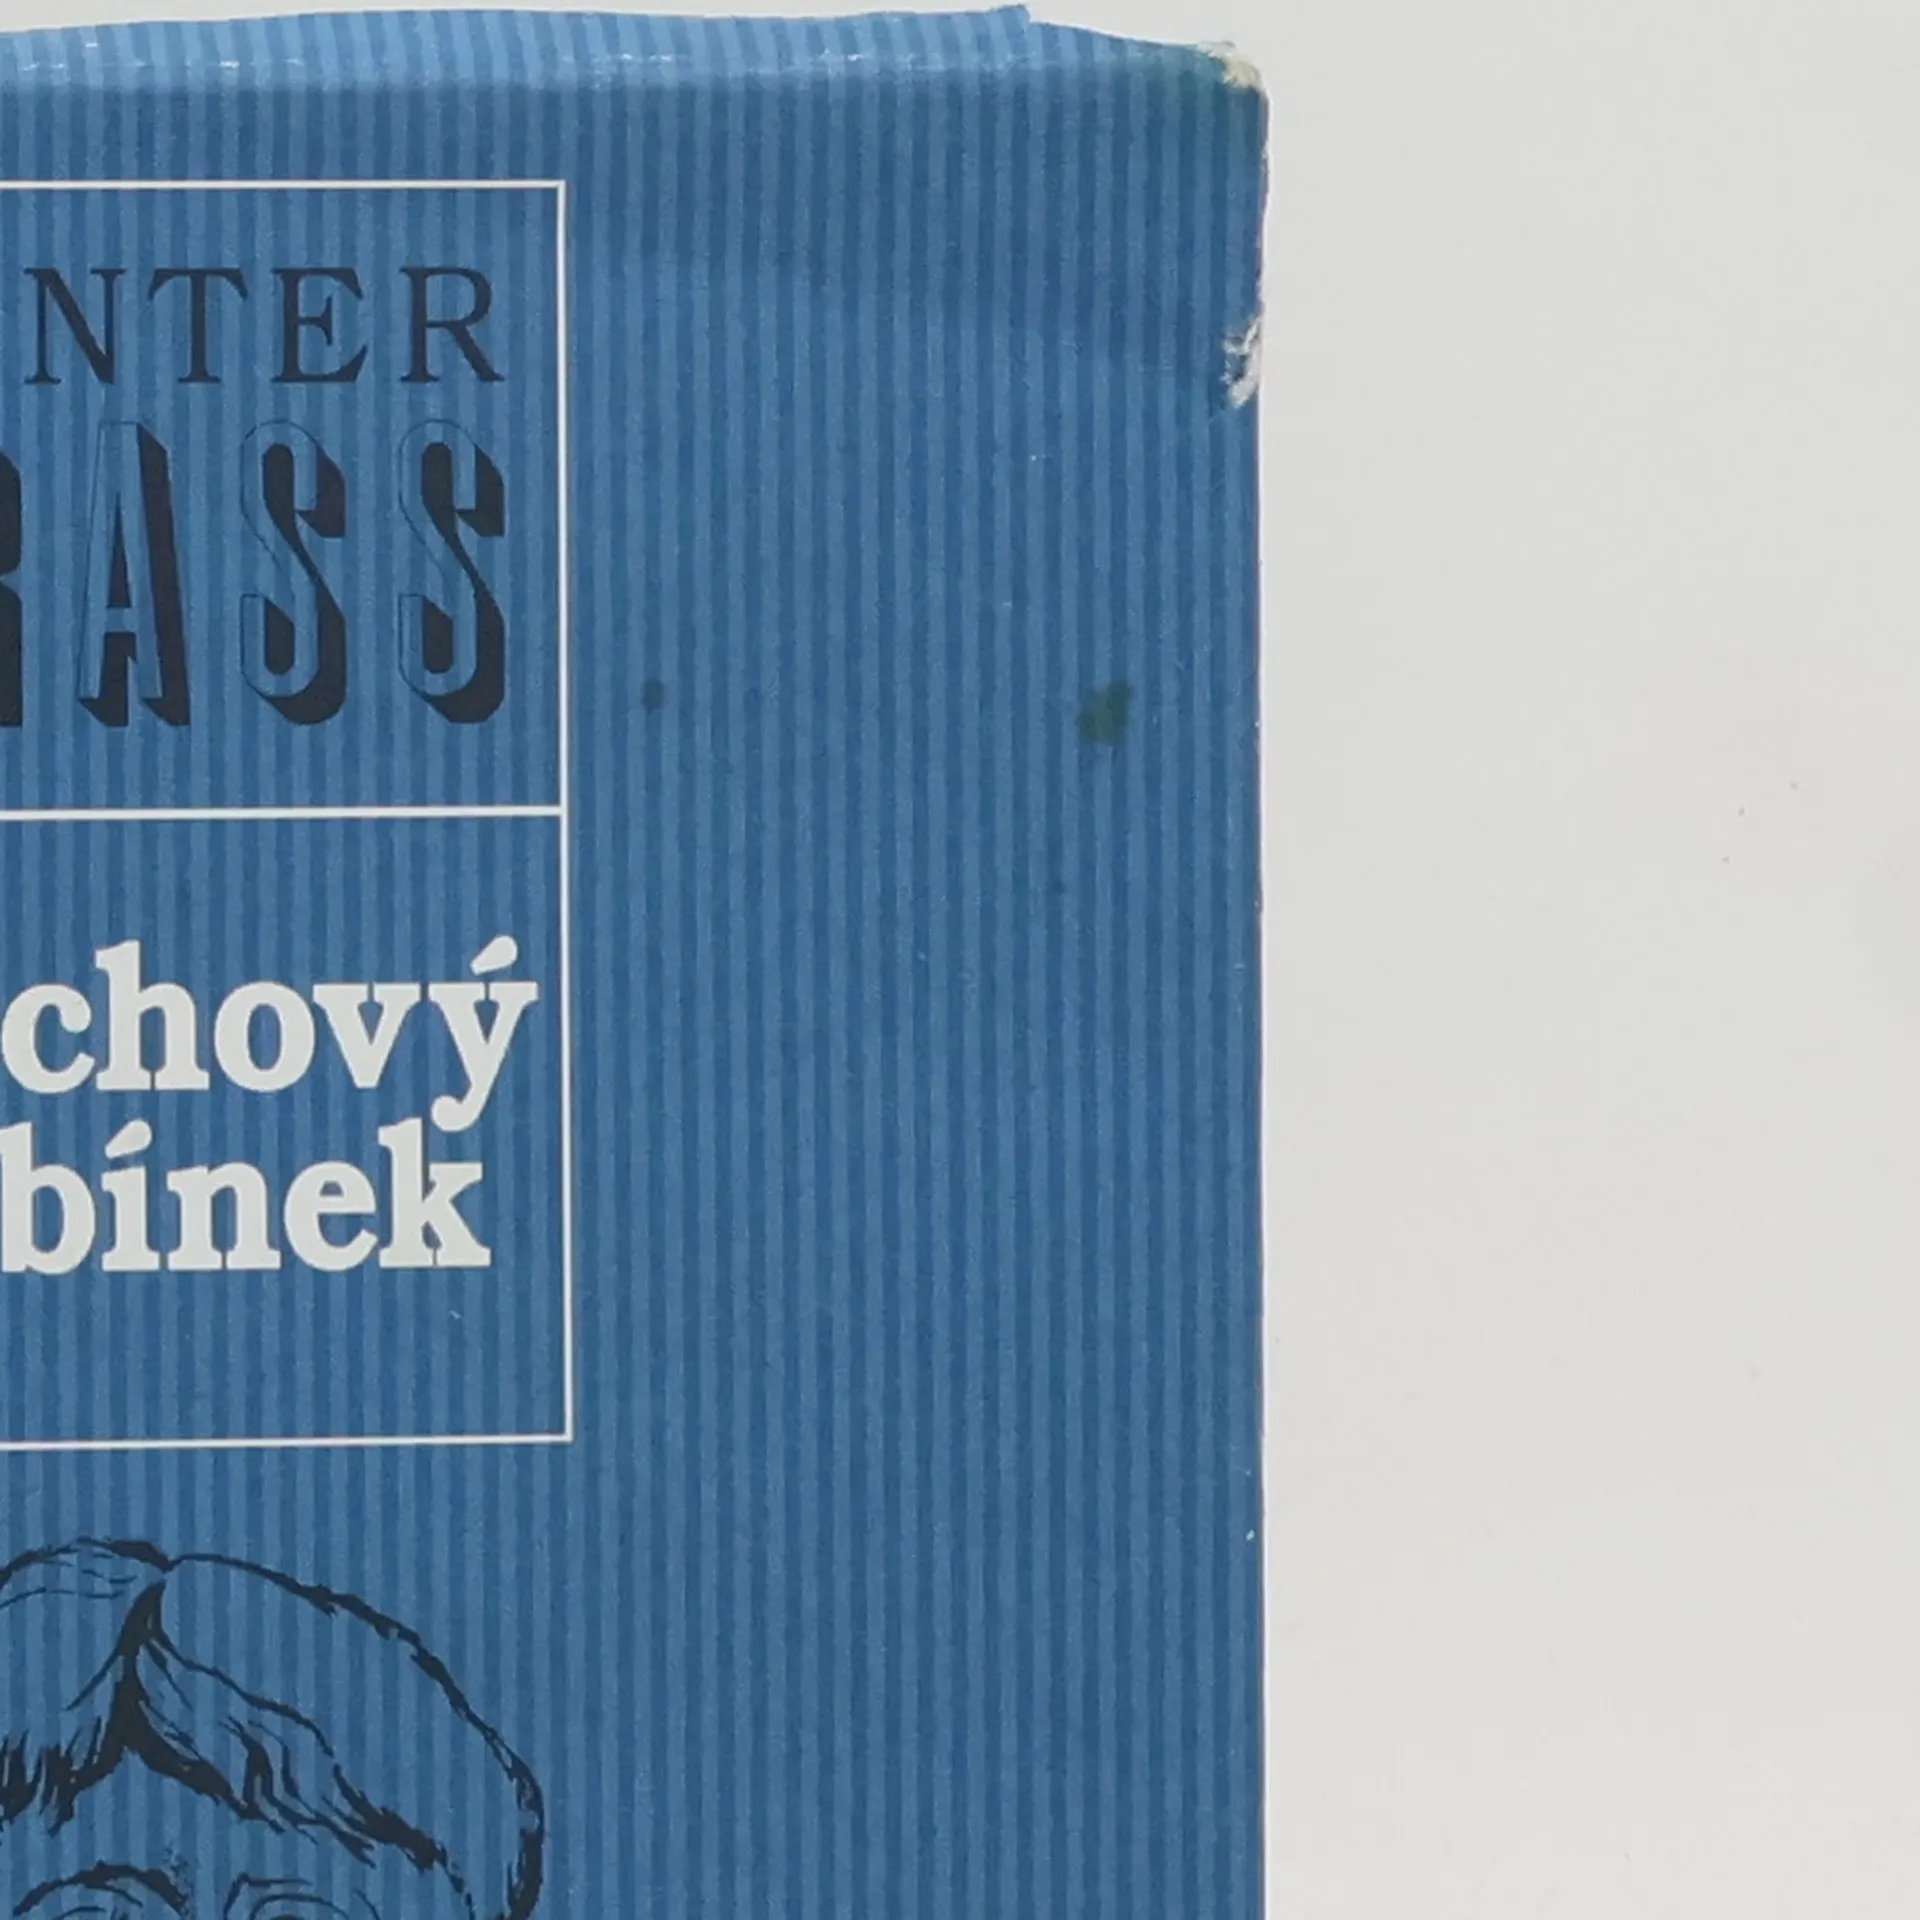 NTER
RASS
chový
bínek